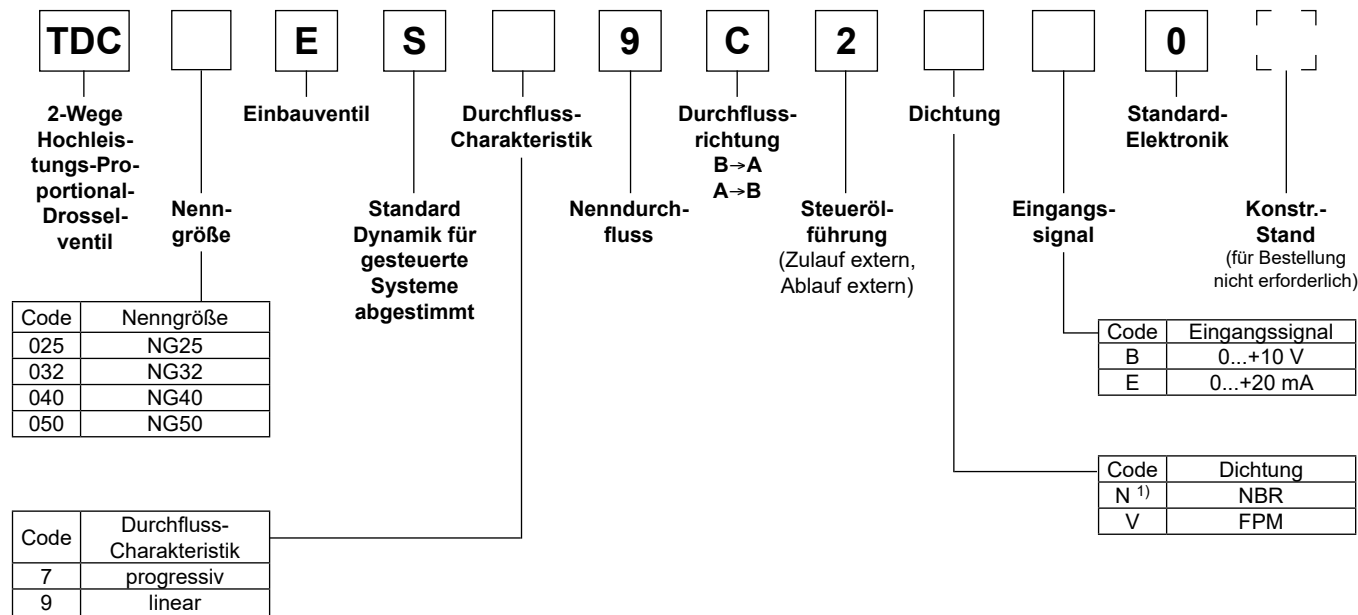 TDC E S 9 C 2 0
2-Wege
Hochleis-
tungs-Pro-
portional-
Drossel-
ventil
Nenn-
größe
Einbauventil
Standard
Dynamik für
gesteuerte
Systeme
abgestimmt
Durchfluss-
Charakteristik
Nenndurch-
fluss
Durchfluss-
richtung
B→A
A→B
Steueröl-
führung
(Zulauf extern,
Ablauf extern)
Dichtung
Eingangs-
signal
Standard-
Elektronik
Konstr.-
Stand
(für Bestellung
nicht erforderlich)
Code Nenngröße
025 NG25
032 NG32
040 NG40
050 NG50
Code Eingangssignal
B 0...+10 V
E 0...+20 mA
Code Dichtung
N 1) NBR
V FPM
Code Durchfluss-
Charakteristik
7 progressiv
9 linear